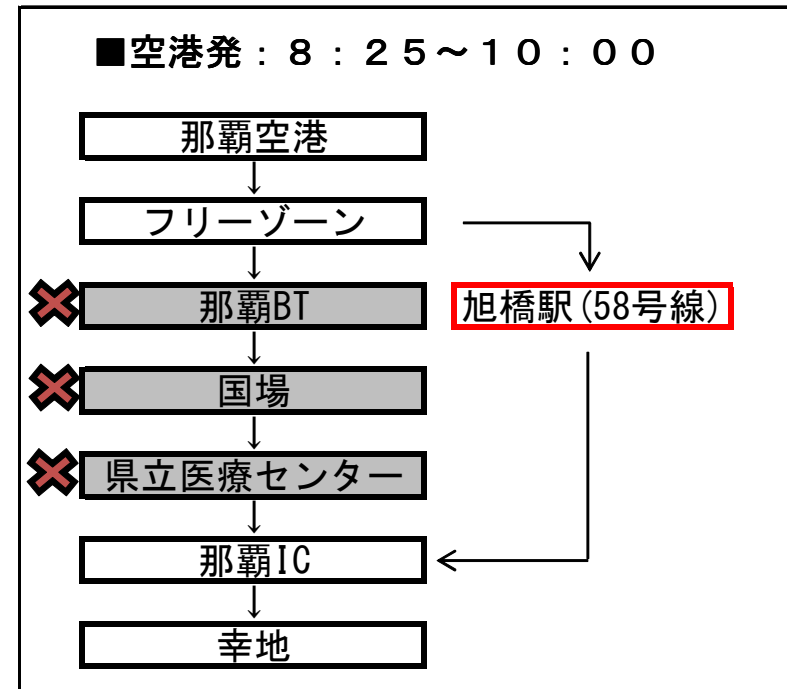 ■空港発：８：２５～１０：００
那覇空港
↓
フリーゾーン
↓
那覇BT
旭橋駅(58号線)
↓
国場
↓
県立医療センター
↓
那覇IC
↓
幸地